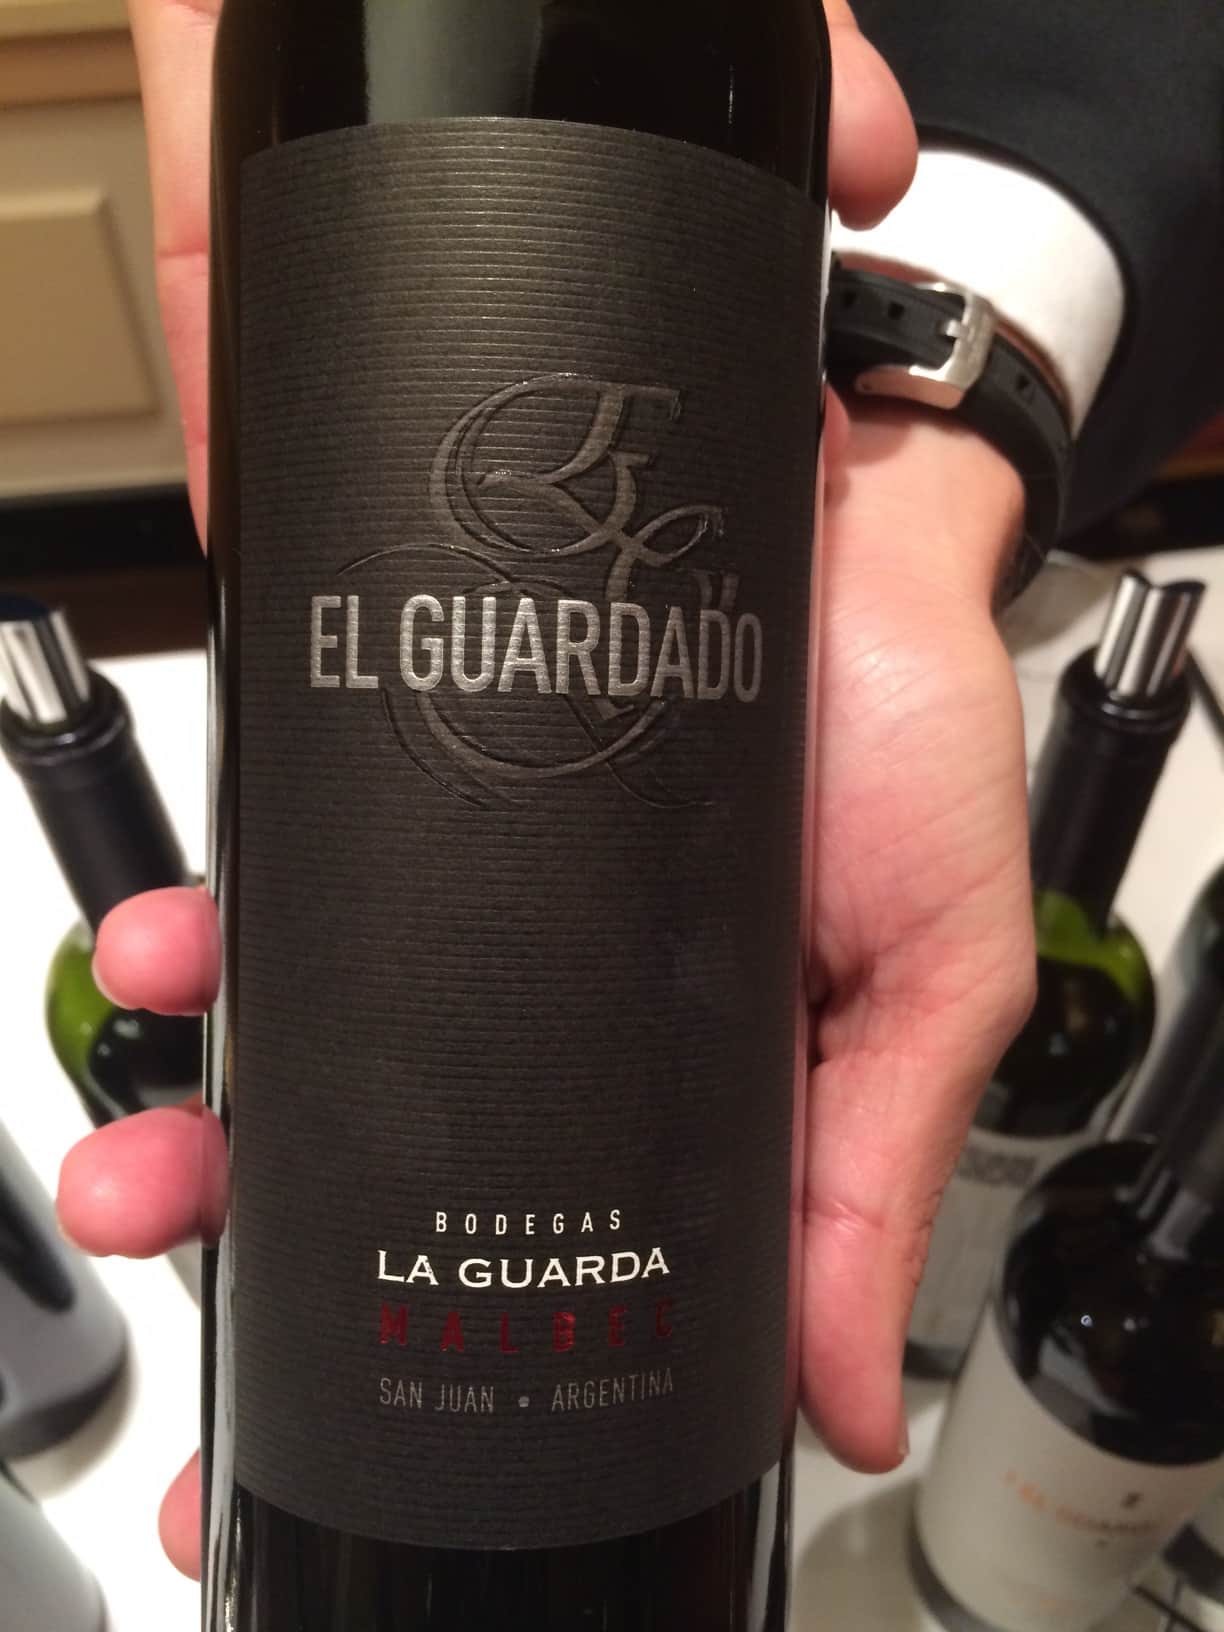 EL GUARDADO
BODEGAS
LA GUARDA
MALBEC
SAN JUAN • ARGENTINA